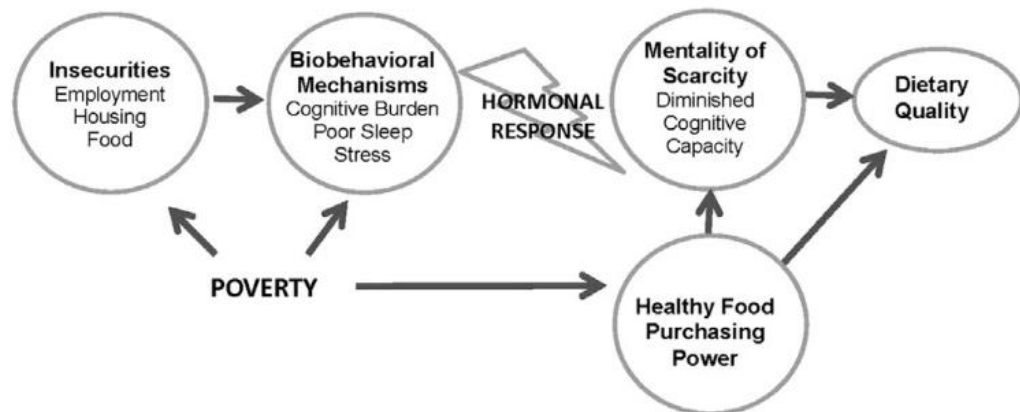 Insecurities
Employment
Housing
Food
Biobehavioral
Mechanisms
Cognitive Burden
Poor Sleep
Stress
HORMONAL
RESPONSE
Mentality of
Scarcity
Diminished
Cognitive
Capacity
Dietary
Quality
POVERTY
Healthy Food
Purchasing
Power